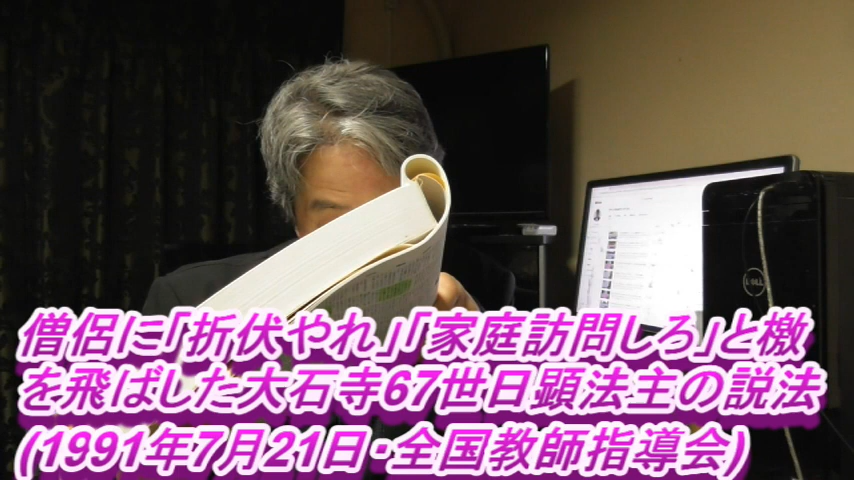 僧侶に「折伏やれ」「家庭訪問しろ」と檄
を飛ばした大石寺67世日顕法主の説法
(1991年7月21日・全国教師指導会)
DELL